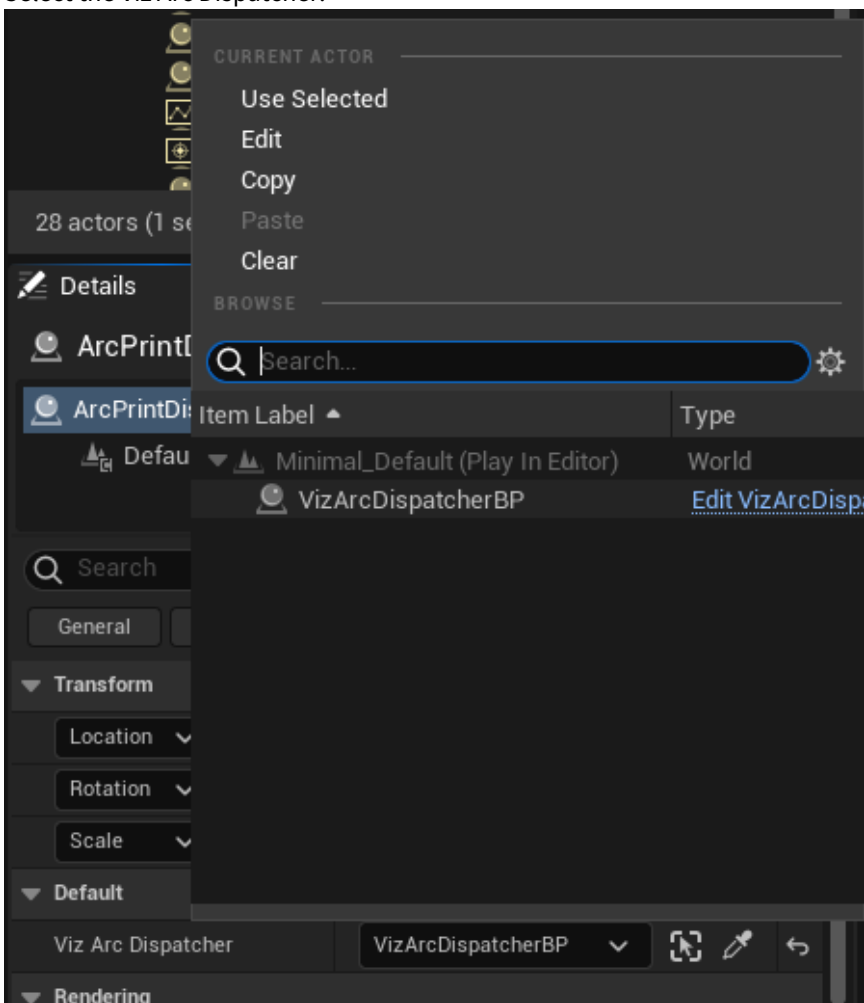 CURRENT ACTOR
Use Selected
Edit
Copy
28 actors (1 se
Paste
Clear
Details
BROWSE
ArcPrintD
Search...
ArcPrintDis
Item Label
Type
Defau
Minimal_Default (Play In Editor)
World
VizArcDispatcherBP
Edit VizArcDispa
Search
General
Transform
Location
Rotation
Scale
Default
Viz Arc Dispatcher
VizArcDispatcherBP
Rendering